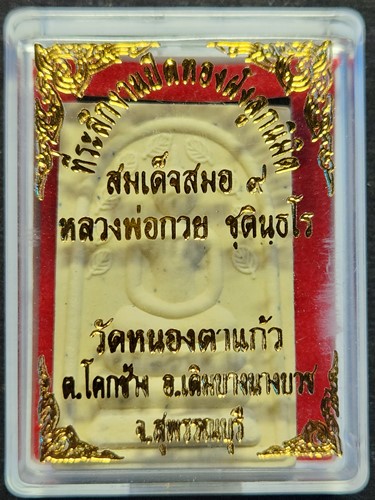 ที่ระลึกงานปิดทองฝังลูกนิมิต
สมเด็จสมอ ๙
หลวงพ่อกวย ชุตินฺธโร
วัดหนองตาแก้ว
ต.โคกช้าง อ.เดิมบางนางบวช
จ.สุพรรณบุรี